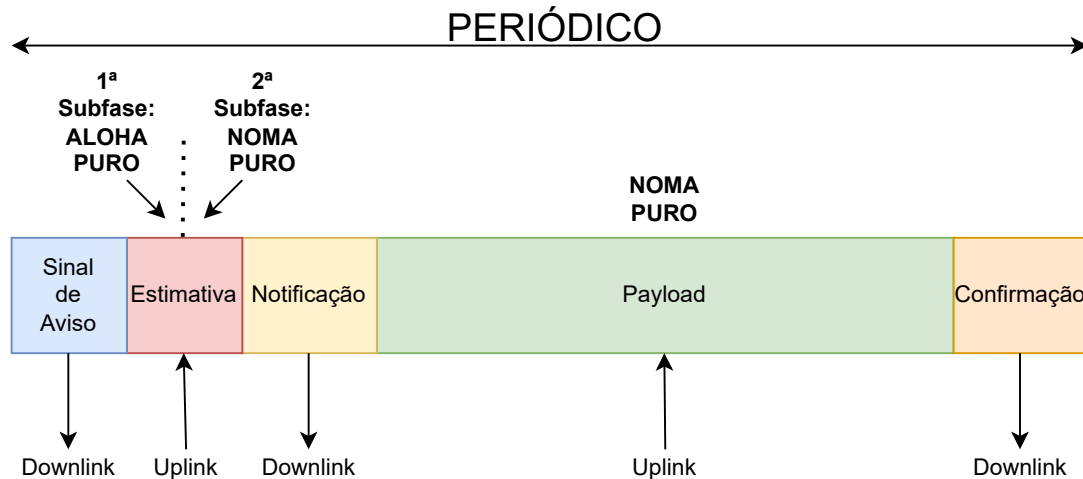 PERIÓDICO
1ª
Subfase:
ALOHA
PURO
2ª
Subfase:
NOMA
PURO
NOMA
PURO
Sinal
de
Aviso
Estimativa
Notificação
Payload
Confirmação
Downlink
Uplink
Downlink
Uplink
Downlink